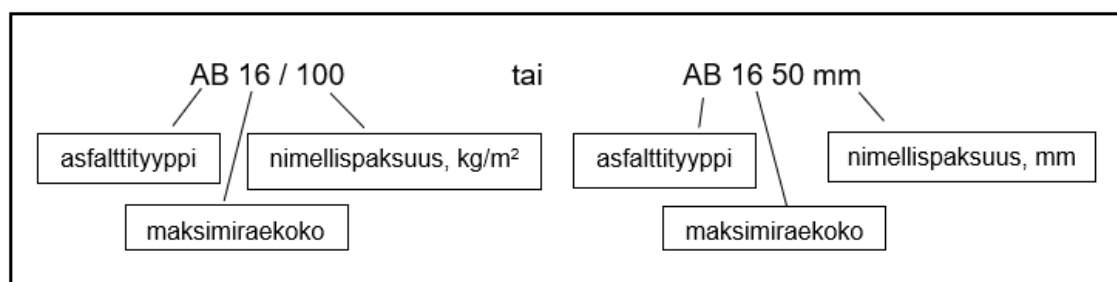 AB 16 / 100 tai AB 16 50 mm
asfalttityyppi nimellispaksuus, kg/m² asfalttityyppi nimellispaksuus, mm
maksimiraekoko maksimiraekoko